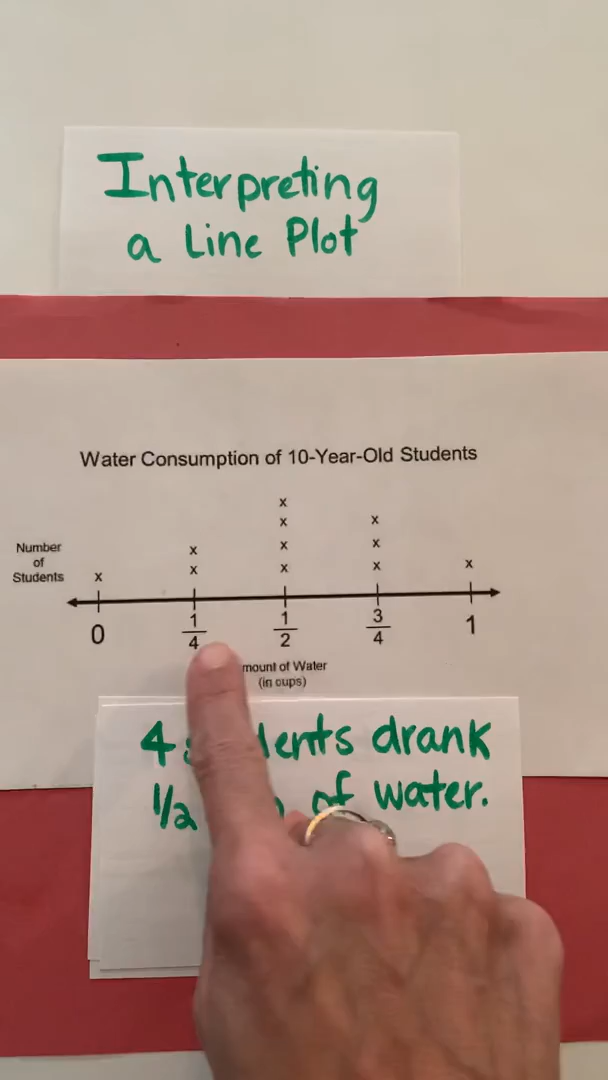 Interpreting
a Line Plot
Water Consumption of 10-Year-Old Students
x
x
x x
x x x
x x x x x
Number
of
Students
0 1/4 1/2 3/4 1
mount of Water
(in cups)
4 drank
1/2 of water.